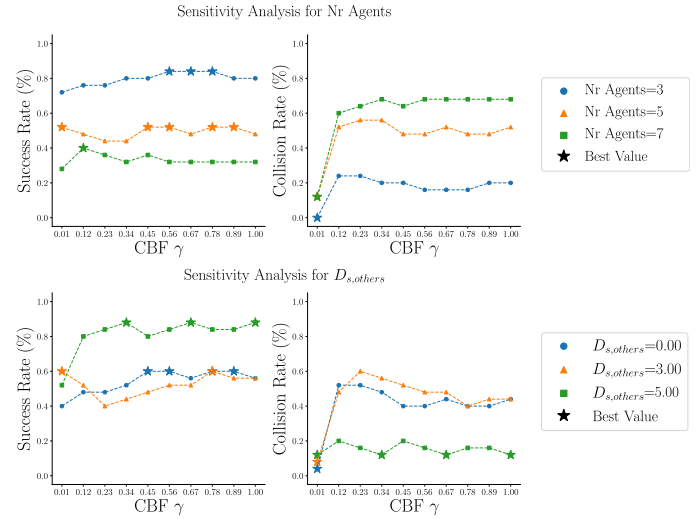 Sensitivity Analysis for Nr Agents
Success Rate (%)
1.0
0.8
0.6
0.4
0.2
0.0
0.01 0.12 0.23 0.34 0.45 0.56 0.67 0.78 0.89 1.00
CBF γ
Collision Rate (%)
1.0
0.8
0.6
0.4
0.2
0.0
0.01 0.12 0.23 0.34 0.45 0.56 0.67 0.78 0.89 1.00
CBF γ
Nr Agents=3
Nr Agents=5
Nr Agents=7
Best Value
Sensitivity Analysis for D_{s,others}
Success Rate (%)
1.0
0.8
0.6
0.4
0.2
0.0
0.01 0.12 0.23 0.34 0.45 0.56 0.67 0.78 0.89 1.00
CBF γ
Collision Rate (%)
1.0
0.8
0.6
0.4
0.2
0.0
0.01 0.12 0.23 0.34 0.45 0.56 0.67 0.78 0.89 1.00
CBF γ
D_{s,others}=0.00
D_{s,others}=3.00
D_{s,others}=5.00
Best Value